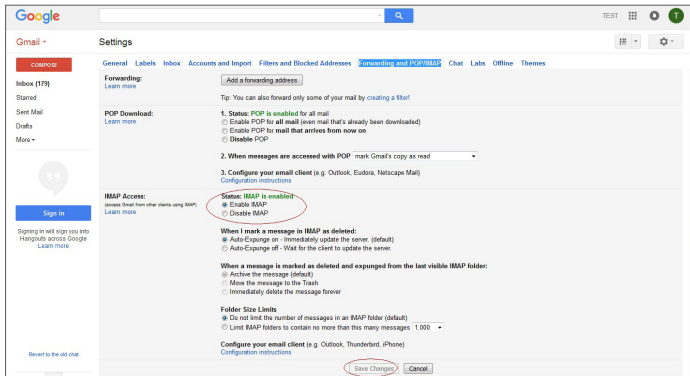 Google
TEST
T
Gmail
Settings
COMPOSE
General Labels Inbox Accounts and Import Filters and Blocked Addresses Forwarding and POP/IMAP Chat Labs Offline Themes
Inbox (179)
Starred
Sent Mail
Drafts
More
Sign in
Signing in will sign you into
Hangouts across Google
Learn more
Revert to the old chat
Forwarding:
Learn more
Add a forwarding address
Tip: You can also forward only some of your mail by creating a filter!
POP Download:
Learn more
1. Status: POP is enabled for all mail
Enable POP for all mail (even mail that's already been downloaded)
Enable POP for mail that arrives from now on
Disable POP
2. When messages are accessed with POP mark Gmail's copy as read
3. Configure your email client (e.g. Outlook, Eudora, Netscape Mail)
Configuration instructions
IMAP Access:
(access Gmail from other clients using IMAP)
Learn more
Status: IMAP is enabled
Enable IMAP
Disable IMAP
When I mark a message in IMAP as deleted:
Auto-Expunge on - Immediately update the server. (default)
Auto-Expunge off - Wait for the client to update the server.
When a message is marked as deleted and expunged from the last visible IMAP folder:
Archive the message (default)
Move the message to the Trash
Immediately delete the message forever
Folder Size Limits
Do not limit the number of messages in an IMAP folder (default)
Limit IMAP folders to contain no more than this many messages 1,000
Configure your email client (e.g. Outlook, Thunderbird, iPhone)
Configuration instructions
Save Changes Cancel